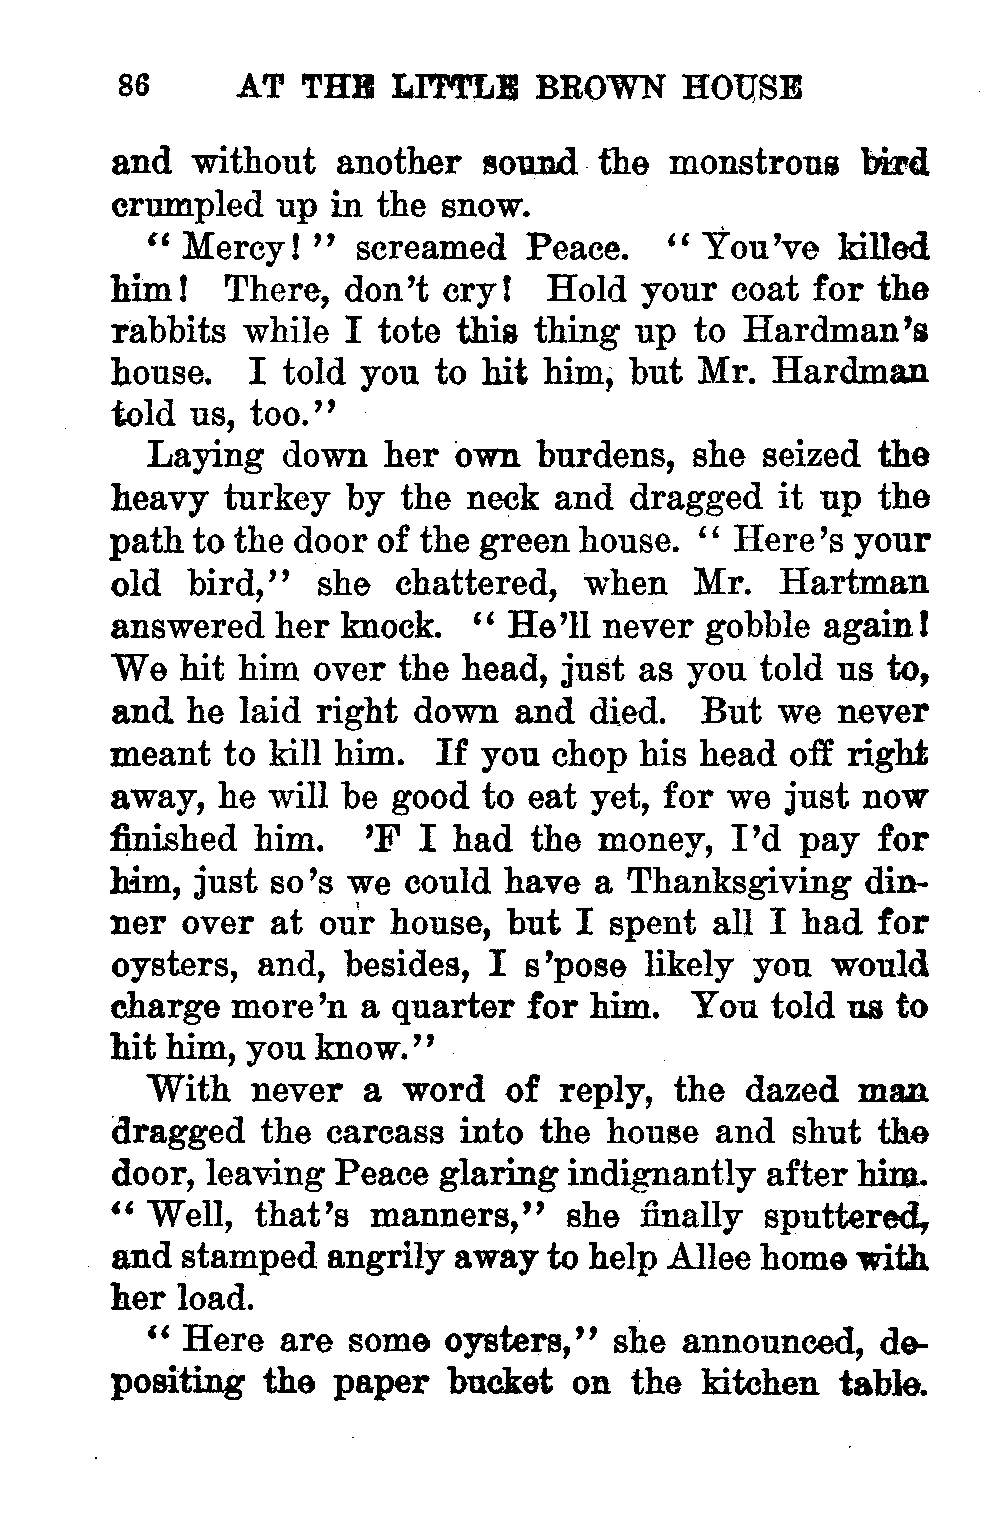 86 AT THE LITTLE BROWN HOUSE
and without another sound the monstrous bird
crumpled up in the snow.
“ Mercy! ” screamed Peace. “ You’ve killed
him! There, don’t cry! Hold your coat for the
rabbits while I tote this thing up to Hardman’s
house. I told you to hit him, but Mr. Hardman
told us, too.”
Laying down her own burdens, she seized the
heavy turkey by the neck and dragged it up the
path to the door of the green house. “ Here’s your
old bird,” she chattered, when Mr. Hartman
answered her knock. “ He’ll never gobble again!
We hit him over the head, just as you told us to,
and he laid right down and died. But we never
meant to kill him. If you chop his head off right
away, he will be good to eat yet, for we just now
finished him. ’F I had the money, I’d pay for
him, just so’s we could have a Thanksgiving din-
ner over at our house, but I spent all I had for
oysters, and, besides, I s’pose likely you would
charge more’n a quarter for him. You told us to
hit him, you know.”
With never a word of reply, the dazed man
dragged the carcass into the house and shut the
door, leaving Peace glaring indignantly after him.
“ Well, that’s manners,” she finally sputtered,
and stamped angrily away to help Allee home with
her load.
“ Here are some oysters,” she announced, de-
positing the paper bucket on the kitchen table.